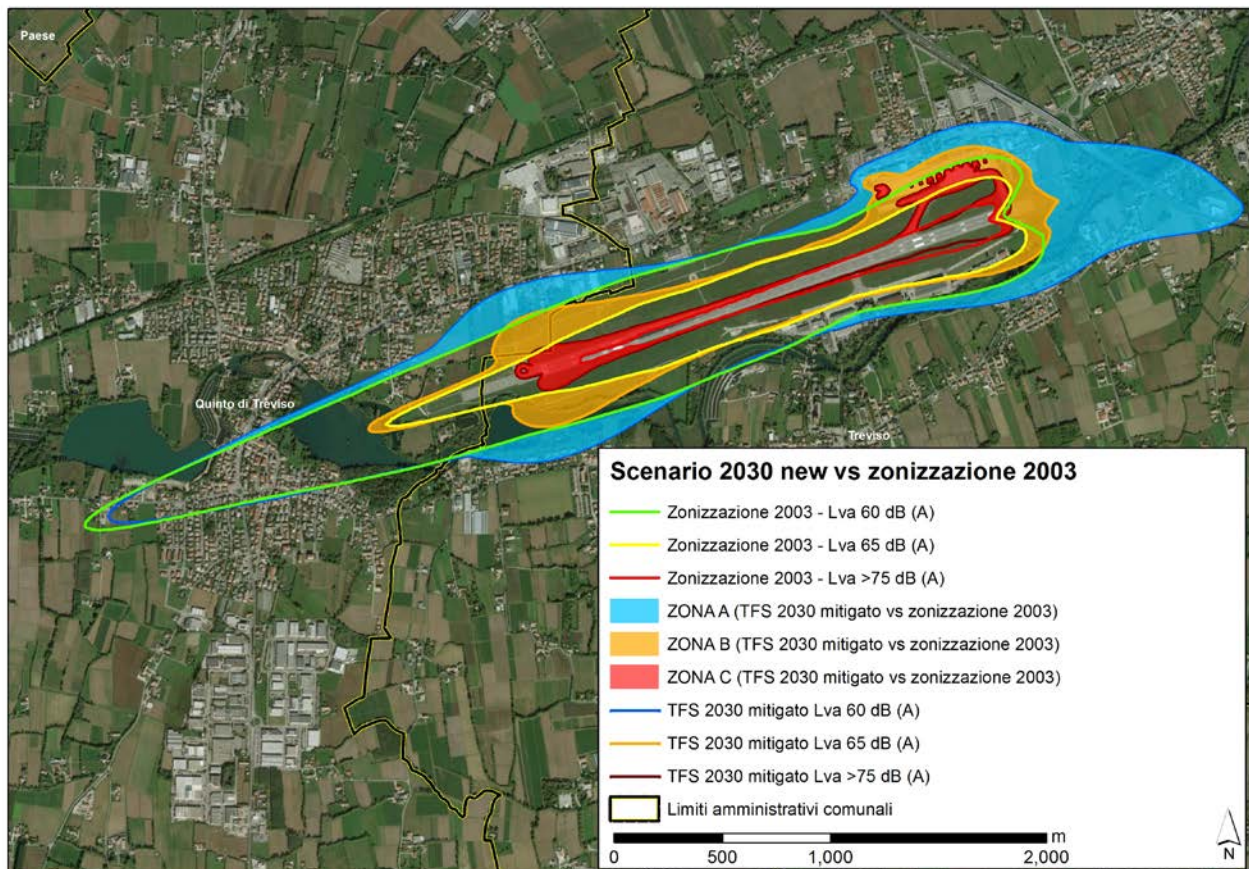 Paese
Quinto di Treviso
Treviso
Scenario 2030 new vs zonizzazione 2003
Zonizzazione 2003 - Lva 60 dB (A)
Zonizzazione 2003 - Lva 65 dB (A)
Zonizzazione 2003 - Lva >75 dB (A)
ZONA A (TFS 2030 mitigato vs zonizzazione 2003)
ZONA B (TFS 2030 mitigato vs zonizzazione 2003)
ZONA C (TFS 2030 mitigato vs zonizzazione 2003)
TFS 2030 mitigato Lva 60 dB (A)
TFS 2030 mitigato Lva 65 dB (A)
TFS 2030 mitigato Lva >75 dB (A)
Limiti amministrativi comunali
m
0 500 1,000 2,000
N